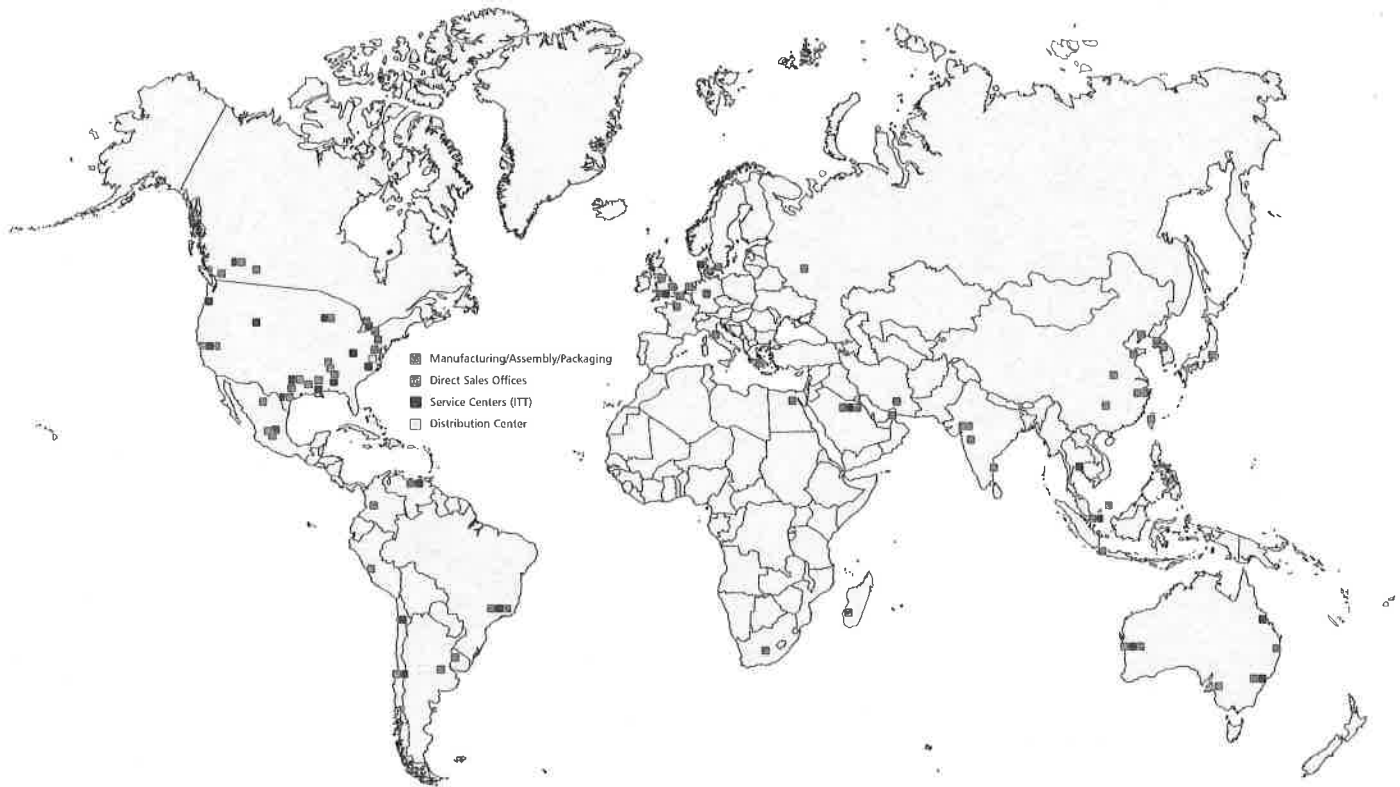 Manufacturing/Assembly/Packaging
Direct Sales Offices
Service Centers (ITT)
Distribution Center